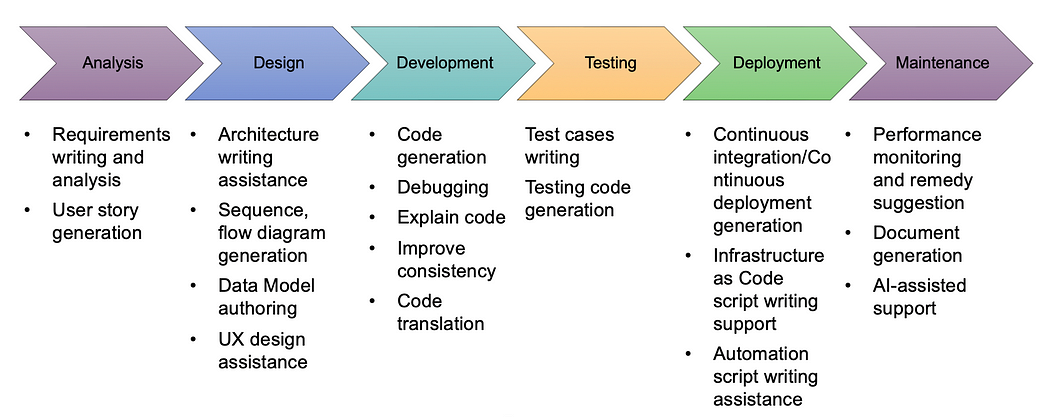 Analysis
Design
Development
Testing
Deployment
Maintenance
• Requirements
writing and
analysis
• User story
generation
• Architecture
writing
assistance
• Sequence,
flow diagram
generation
• Data Model
authoring
• UX design
assistance
• Code
generation
• Debugging
• Explain code
• Improve
consistency
• Code
translation
Test cases
writing
Testing code
generation
• Continuous
integration/Co
ntinuous
deployment
generation
• Infrastructure
as Code
script writing
support
• Automation
script writing
assistance
• Performance
monitoring
and remedy
suggestion
• Document
generation
• AI-assisted
support